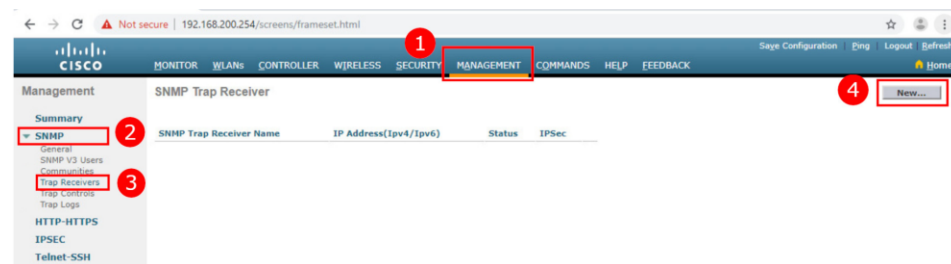 Not secure | 192.168.200.254/screens/frameset.html
1
Save Configuration Ping Logout Refresh
CISCO
MONITOR WLANs CONTROLLER WIRELESS SECURITY MANAGEMENT COMMANDS HELP FEEDBACK Home
Management
SNMP Trap Receiver
4
New...
Summary
SNMP
2
SNMP Trap Receiver Name IP Address(Ipv4/Ipv6) Status IPSec
General
SNMP V3 Users
Communities
Trap Receivers
3
Trap Controls
Trap Logs
HTTP-HTTPS
IPSEC
Telnet-SSH